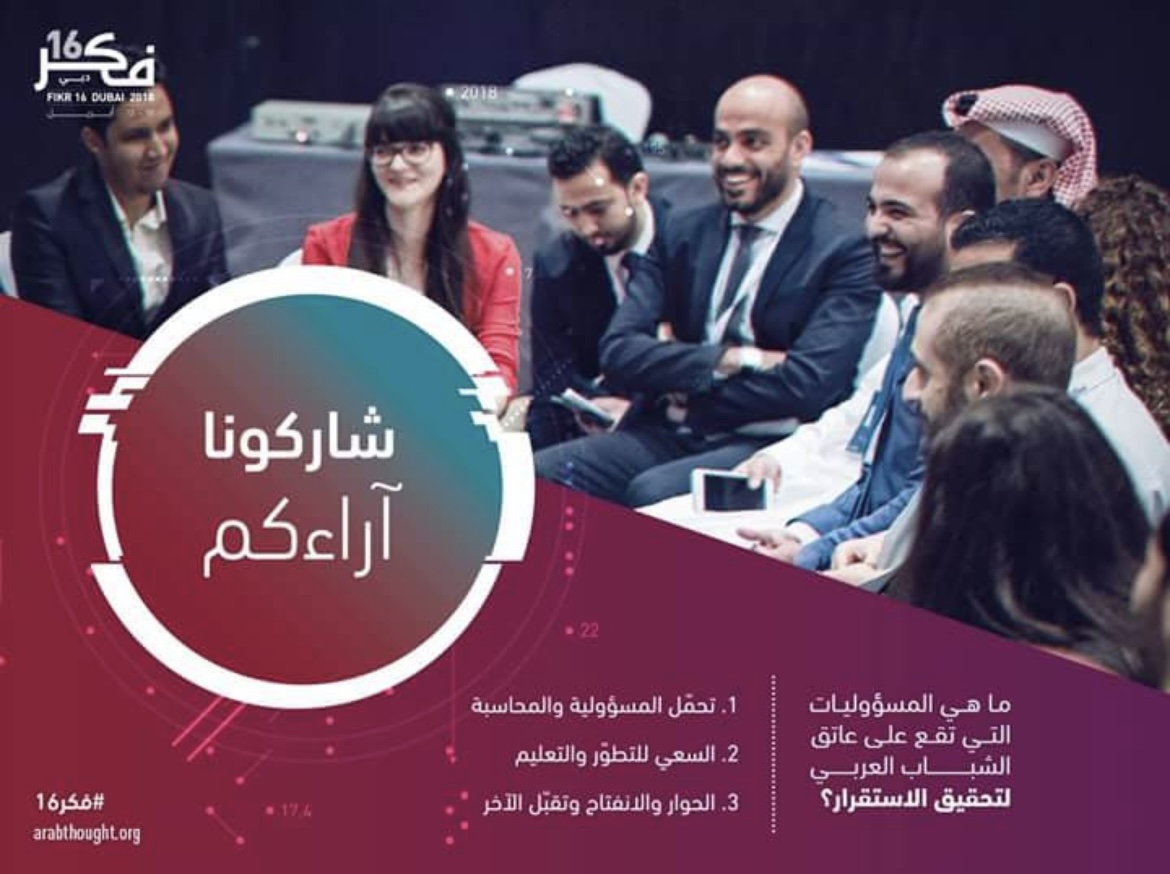 16
فكر
دبي
FIKR 16 DUBAI 2018
2018
7
شاركونا
آراءكم
22
ما هي المسؤوليات
التي تقع على عاتق
الشباب العربي
لتحقيق الاستقرار؟
1. تحمّل المسؤولية والمحاسبة
2. السعي للتطوّر والتعليم
3. الحوار والانفتاح وتقبّل الآخر
17,4
#فكر16
arabthought.org